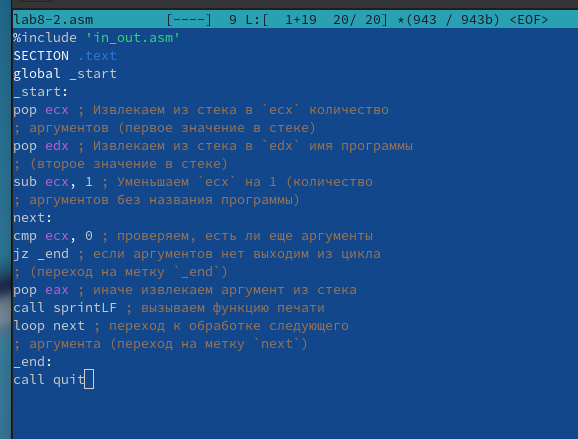 lab8-2.asm [----] 9 L:[ 1+19 20/ 20] *(943 / 943b) <EOF>
%include 'in_out.asm'
SECTION .text
global _start
_start:
pop ecx ; Извлекаем из стека в `ecx` количество
; аргументов (первое значение в стеке)
pop edx ; Извлекаем из стека в `edx` имя программы
; (второе значение в стеке)
sub ecx, 1 ; Уменьшаем `ecx` на 1 (количество
; аргументов без названия программы)
next:
cmp ecx, 0 ; проверяем, есть ли еще аргументы
jz _end ; если аргументов нет выходим из цикла
; (переход на метку `_end`)
pop eax ; иначе извлекаем аргумент из стека
call sprintLF ; вызываем функцию печати
loop next ; переход к обработке следующего
; аргумента (переход на метку `next`)
_end:
call quit